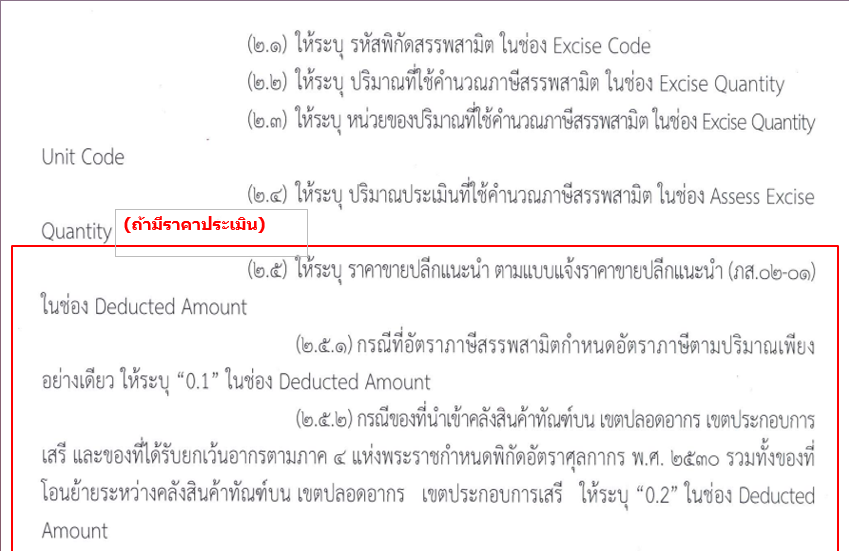 (๒.๑) ให้ระบุ รหัสพิกัดสรรพสามิต ในช่อง Excise Code
(๒.๒) ให้ระบุ ปริมาณที่ใช้คำนวณภาษีสรรพสามิต ในช่อง Excise Quantity
(๒.๓) ให้ระบุ หน่วยของปริมาณที่ใช้คำนวณภาษีสรรพสามิต ในช่อง Excise Quantity
Unit Code
(๒.๔) ให้ระบุ ปริมาณประเมินที่ใช้คำนวณภาษีสรรพสามิต ในช่อง Assess Excise
Quantity (ถ้ามีราคาประเมิน)
(๒.๕) ให้ระบุ ราคาขายปลีกแนะนำ ตามแบบแจ้งราคาขายปลีกแนะนำ (ภส.๐๒-๐๑)
ในช่อง Deducted Amount
(๒.๕.๑) กรณีที่อัตราภาษีสรรพสามิตกำหนดอัตราภาษีตามปริมาณเพียง
อย่างเดียว ให้ระบุ “0.1” ในช่อง Deducted Amount
(๒.๕.๒) กรณีของที่นำเข้าคลังสินค้าทัณฑ์บน เขตปลอดอากร เขตประกอบการ
เสรี และของที่ได้รับยกเว้นอากรตามภาค ๔ แห่งพระราชกำหนดพิกัดอัตราศุลกากร พ.ศ. ๒๕๓๐ รวมทั้งของที่
โอนย้ายระหว่างคลังสินค้าทัณฑ์บน เขตปลอดอากร เขตประกอบการเสรี ให้ระบุ “0.2” ในช่อง Deducted
Amount